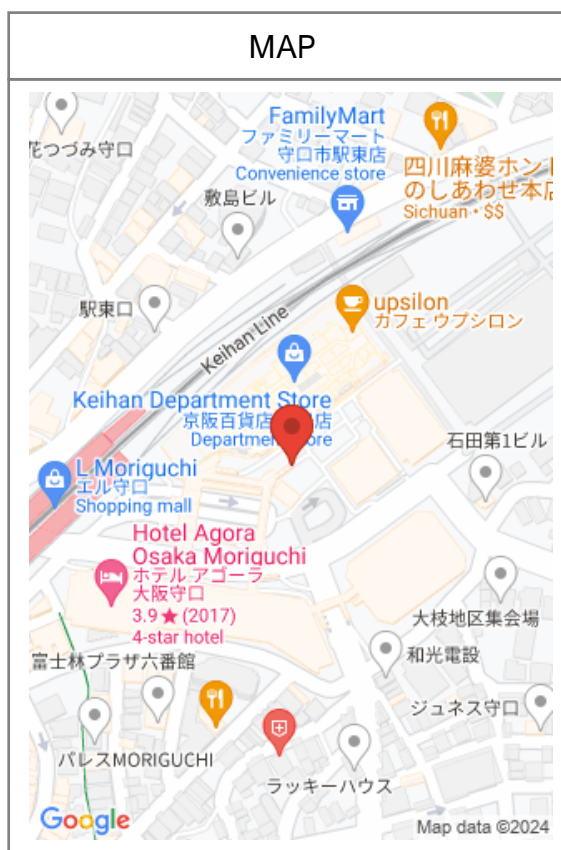 MAP
FamilyMart
ファミリーマート
守口市駅東店
Convenience store
花つづみ守口
四川麻婆ホント
のしあわせ本店
Sichuan・$$
敷島ビル
駅東口
upsilon
カフェ ウプシロン
Keihan Line
Keihan Department Store
京阪百貨店
店
Department Store
石田第1ビル
L Moriguchi
エル守口
Shopping mall
Hotel Agora
Osaka Moriguchi
ホテル アゴーラ
大阪守口
3.9★(2017)
4-star hotel
大枝地区集会場
富士林プラザ六番館
和光電設
ジュネス守口
パレスMORIGUCHI
ラッキーハウス
Google
Map data ©2024